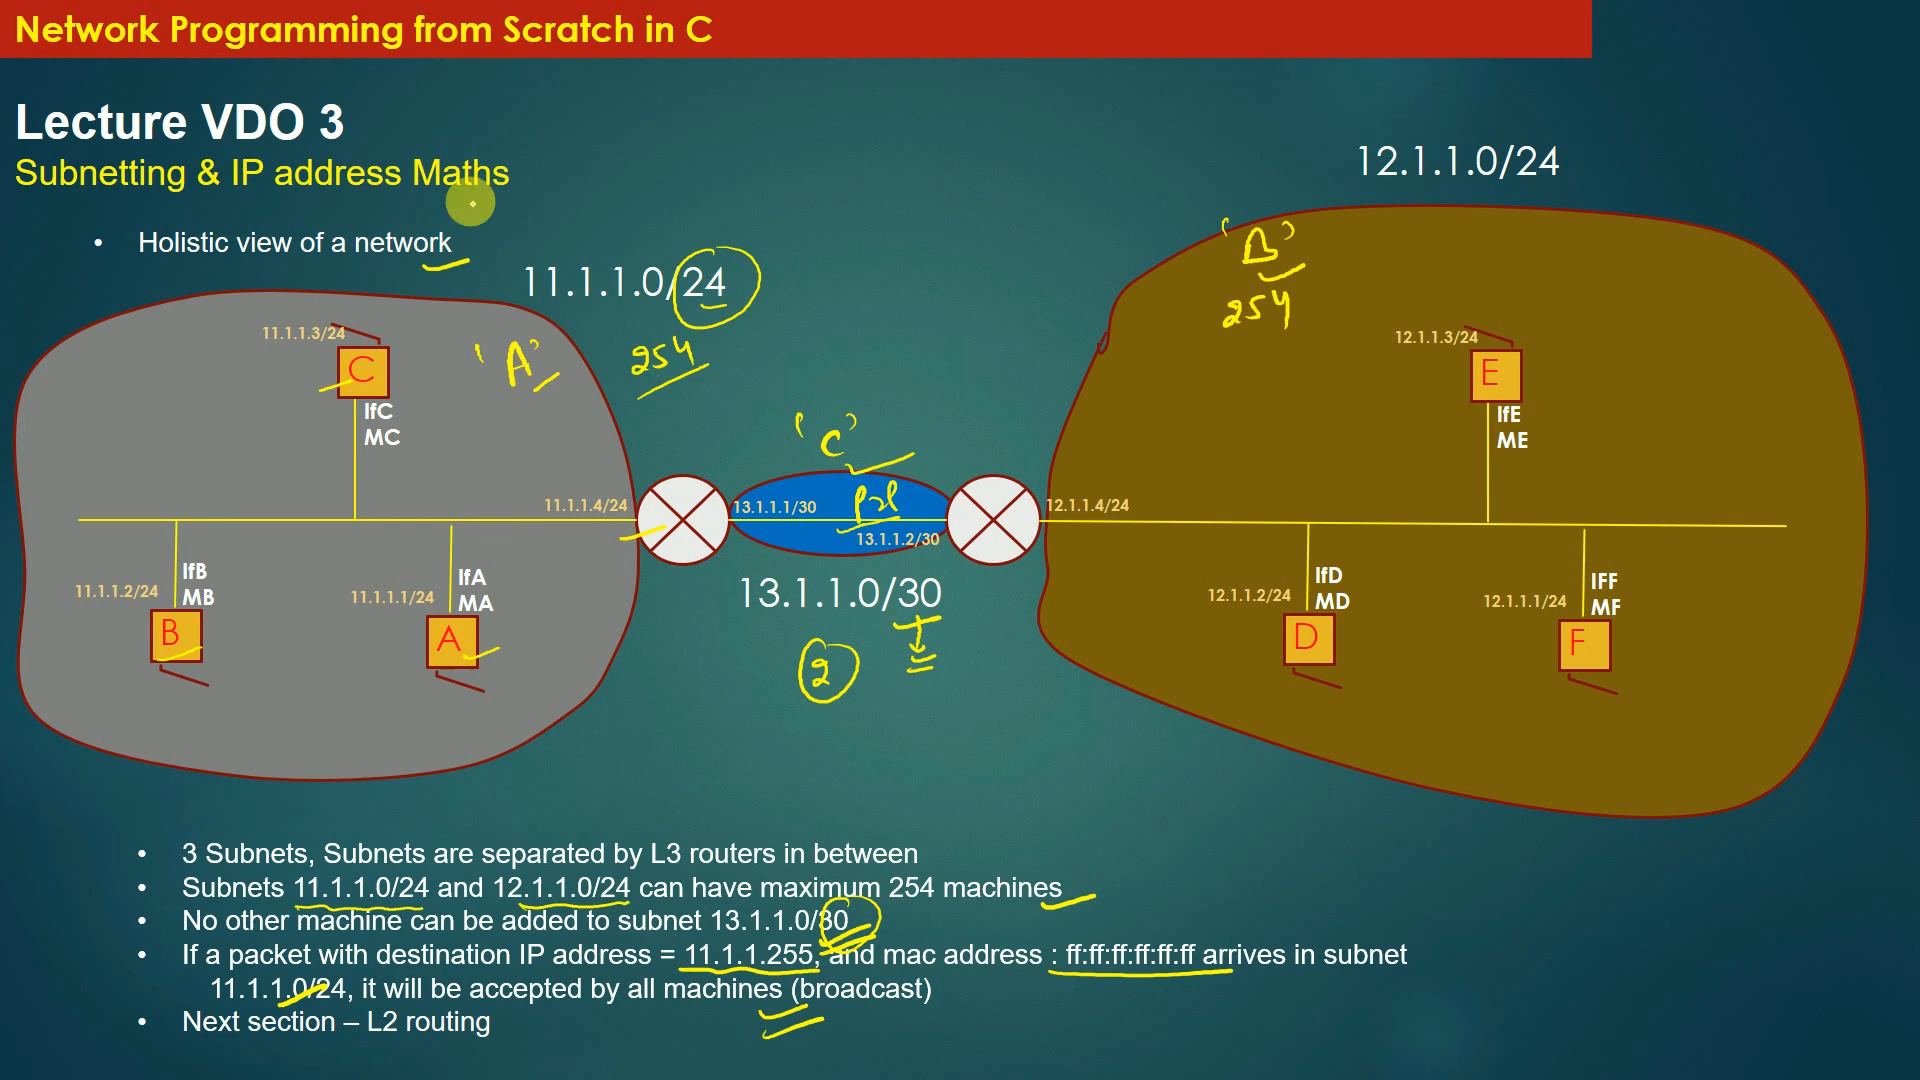 Network Programming from Scratch in C
Lecture VDO 3
Subnetting & IP address Maths
• Holistic view of a network
12.1.1.0/24
11.1.1.0/24
254
'A'
'B'
254
'C'
P2P
11.1.1.3/24
C
IfC
MC
11.1.1.4/24
11.1.1.2/24
IfB
MB
B
11.1.1.1/24
IfA
MA
A
13.1.1.1/30
13.1.1.2/30
13.1.1.0/30
2
12.1.1.3/24
E
IfE
ME
12.1.1.4/24
12.1.1.2/24
IfD
MD
D
12.1.1.1/24
IFF
MF
F
• 3 Subnets, Subnets are separated by L3 routers in between
• Subnets 11.1.1.0/24 and 12.1.1.0/24 can have maximum 254 machines
• No other machine can be added to subnet 13.1.1.0/30
• If a packet with destination IP address = 11.1.1.255, and mac address : ff:ff:ff:ff:ff:ff arrives in subnet
11.1.1.0/24, it will be accepted by all machines (broadcast)
• Next section – L2 routing